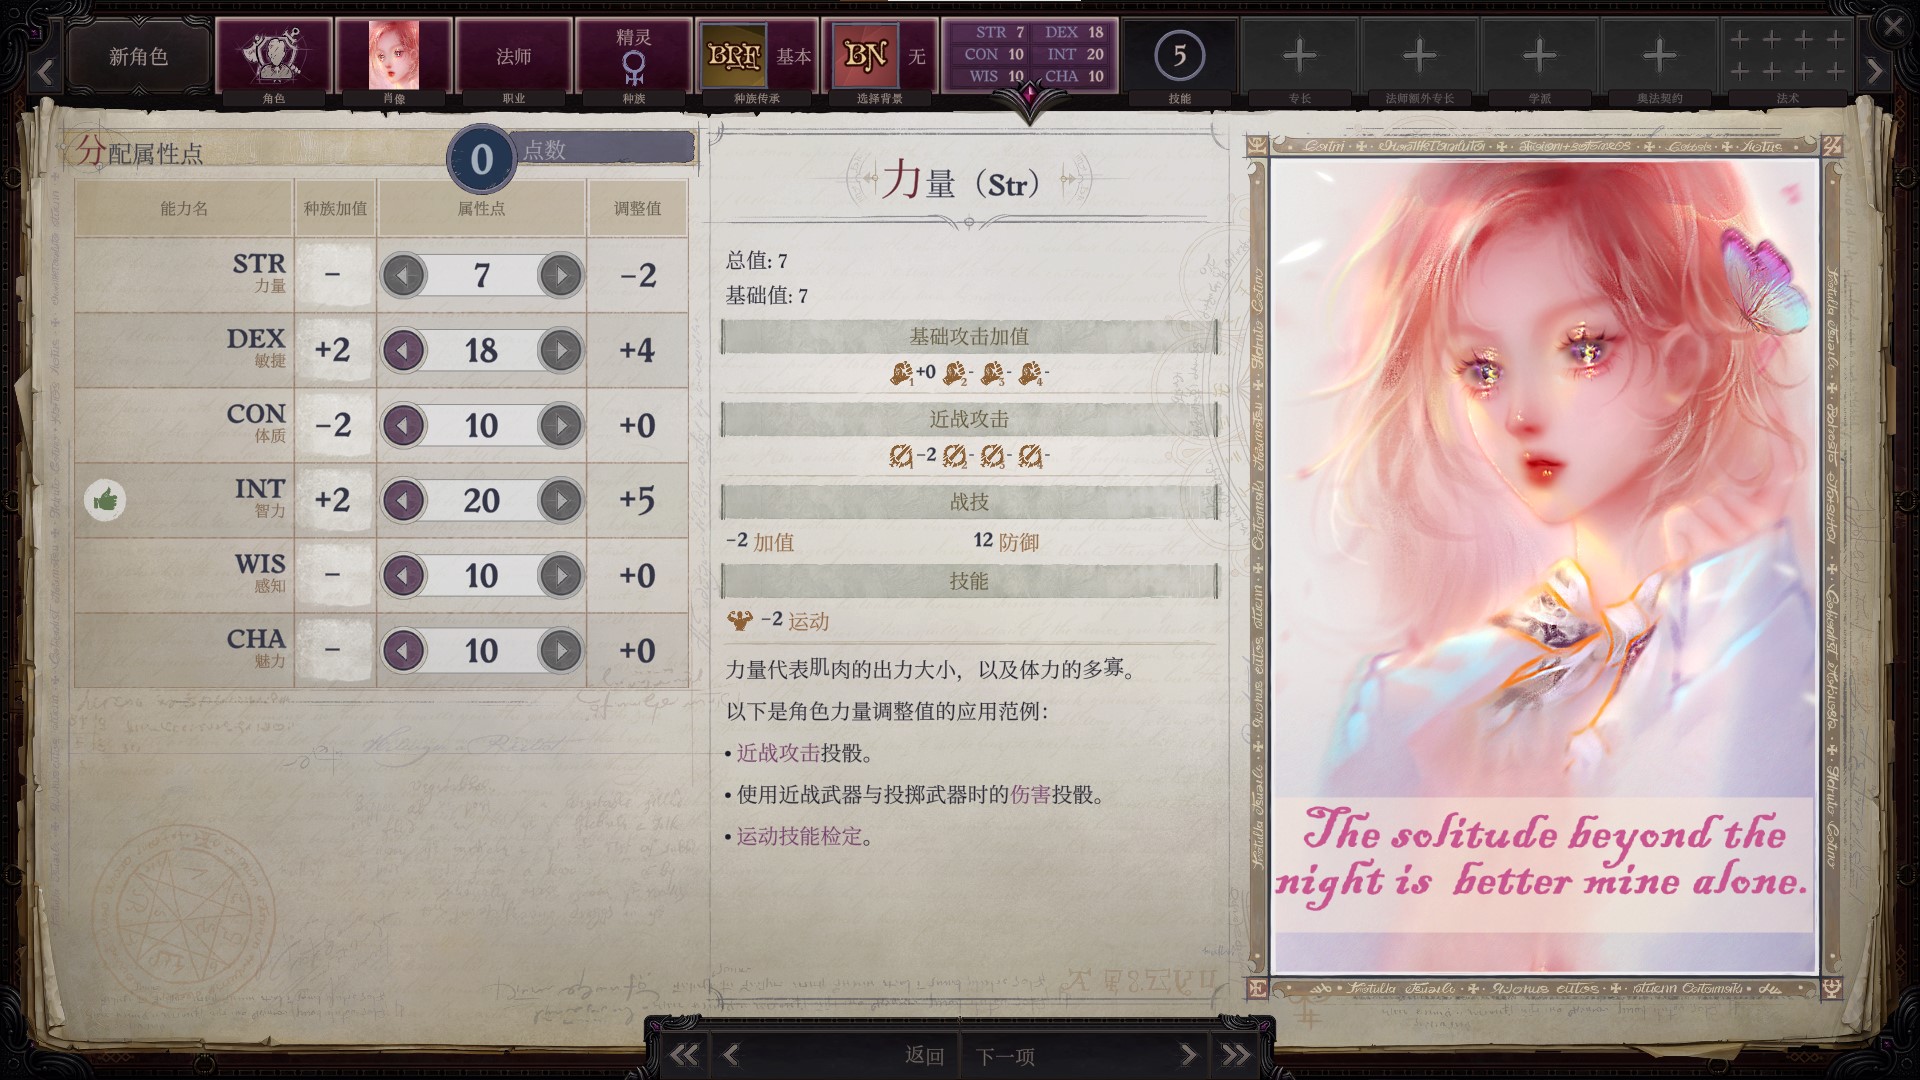 新角色
角色
肖像
法师
职业
精灵
种族
BRF 基本
种族传承
BN 无
选择背景
STR 7 DEX 18
CON 10 INT 20
WIS 10 CHA 10
5
技能
专长
法师额外专长
学派
奥法契约
法术
分配属性点
0 点数
能力名 种族加值 属性点 调整值
STR 力量 – 7 –2
DEX 敏捷 +2 18 +4
CON 体质 –2 10 +0
INT 智力 +2 20 +5
WIS 感知 – 10 +0
CHA 魅力 – 10 +0
力量（Str）
总值: 7
基础值: 7
基础攻击加值
1 +0 2 - 3 - 4 -
近战攻击
1 –2 2 - 3 - 4 -
战技
–2 加值 12 防御
技能
–2 运动
力量代表肌肉的出力大小，以及体力的多寡。
以下是角色力量调整值的应用范例：
• 近战攻击投骰。
• 使用近战武器与投掷武器时的伤害投骰。
• 运动技能检定。
The solitude beyond the
night is better mine alone.
返回
下一项